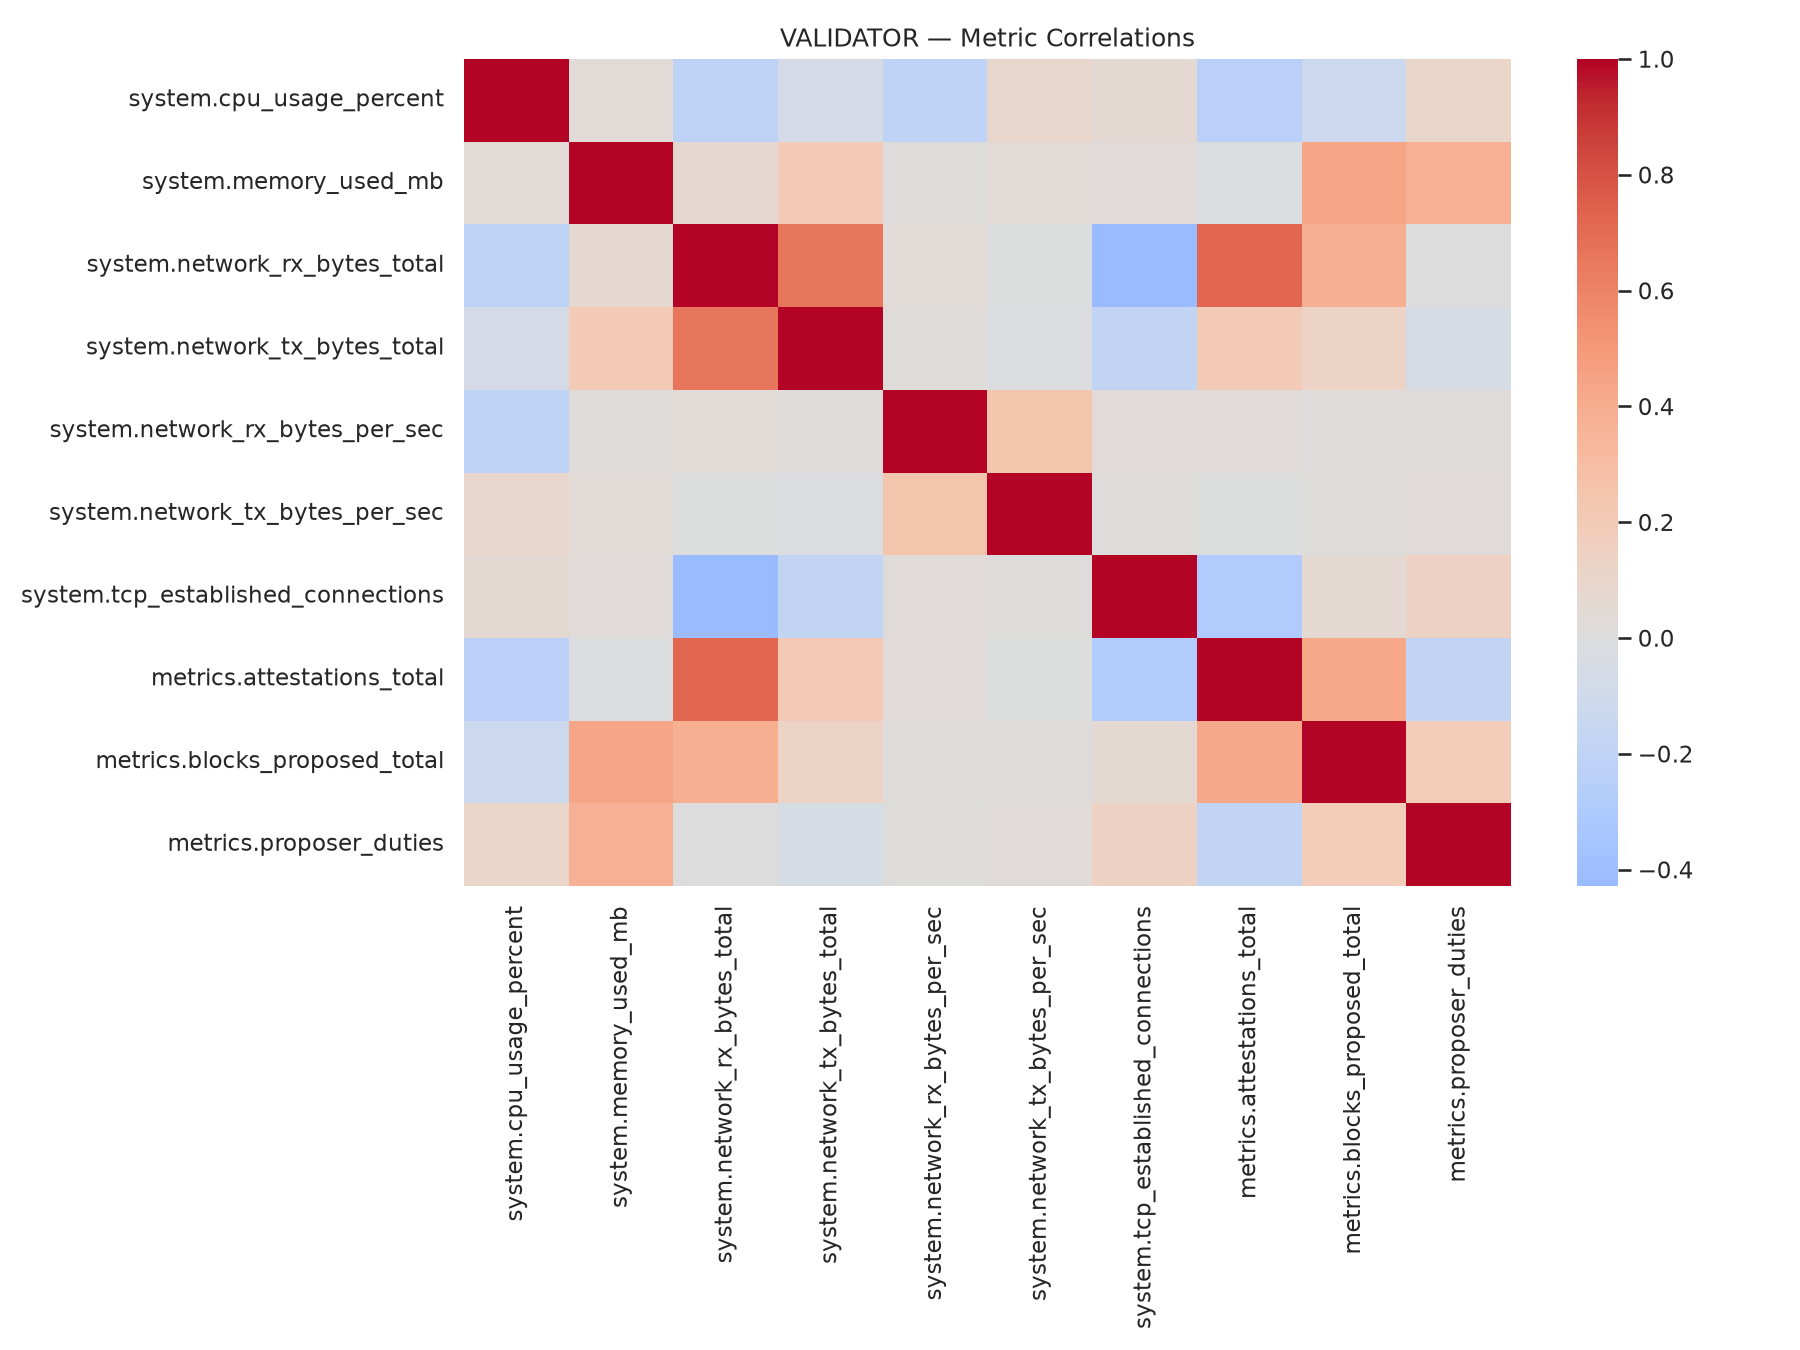 VALIDATOR — Metric Correlations
system.cpu_usage_percent
system.memory_used_mb
system.network_rx_bytes_total
system.network_tx_bytes_total
system.network_rx_bytes_per_sec
system.network_tx_bytes_per_sec
system.tcp_established_connections
metrics.attestations_total
metrics.blocks_proposed_total
metrics.proposer_duties
system.cpu_usage_percent
system.memory_used_mb
system.network_rx_bytes_total
system.network_tx_bytes_total
system.network_rx_bytes_per_sec
system.network_tx_bytes_per_sec
system.tcp_established_connections
metrics.attestations_total
metrics.blocks_proposed_total
metrics.proposer_duties
1.0
0.8
0.6
0.4
0.2
0.0
−0.2
−0.4